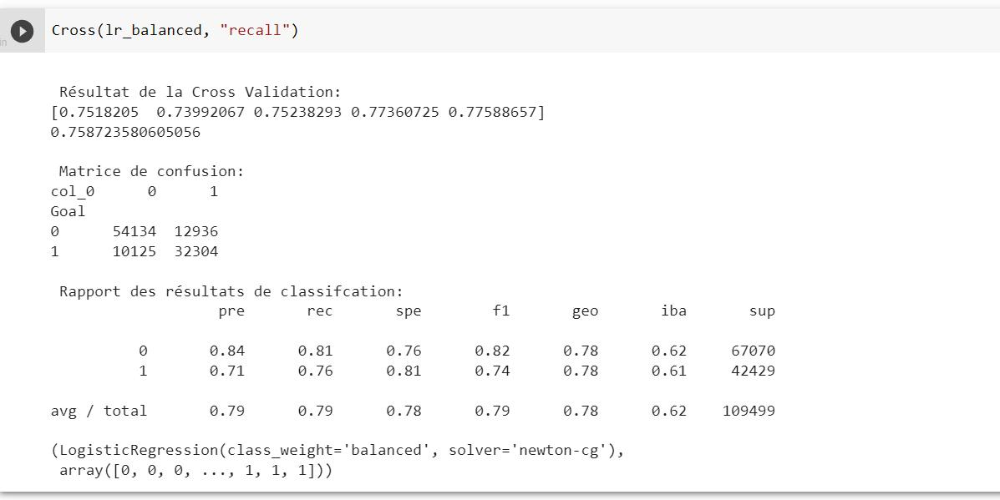 in
Cross(lr_balanced, "recall")
Résultat de la Cross Validation:
[0.7518205  0.73992067 0.75238293 0.77360725 0.77588657]
0.758723580605056
Matrice de confusion:
col_0      0      1
Goal
0      54134  12936
1      10125  32304
Rapport des résultats de classifcation:
pre       rec       spe        f1       geo       iba       sup
0       0.84      0.81      0.76      0.82      0.78      0.62     67070
1       0.71      0.76      0.81      0.74      0.78      0.61     42429
avg / total       0.79      0.79      0.78      0.79      0.78      0.62    109499
(LogisticRegression(class_weight='balanced', solver='newton-cg'),
array([0, 0, 0, ..., 1, 1, 1]))